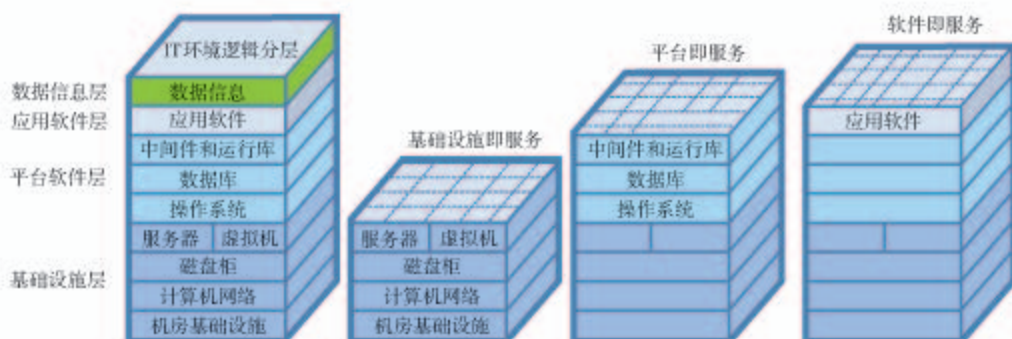 IT环境逻辑分层
数据信息层
应用软件层
平台软件层
基础设施层
数据信息
应用软件
中间件和运行库
数据库
操作系统
服务器 虚拟机
磁盘柜
计算机网络
机房基础设施
基础设施即服务
服务器 虚拟机
磁盘柜
计算机网络
机房基础设施
平台即服务
中间件和运行库
数据库
操作系统
软件即服务
应用软件